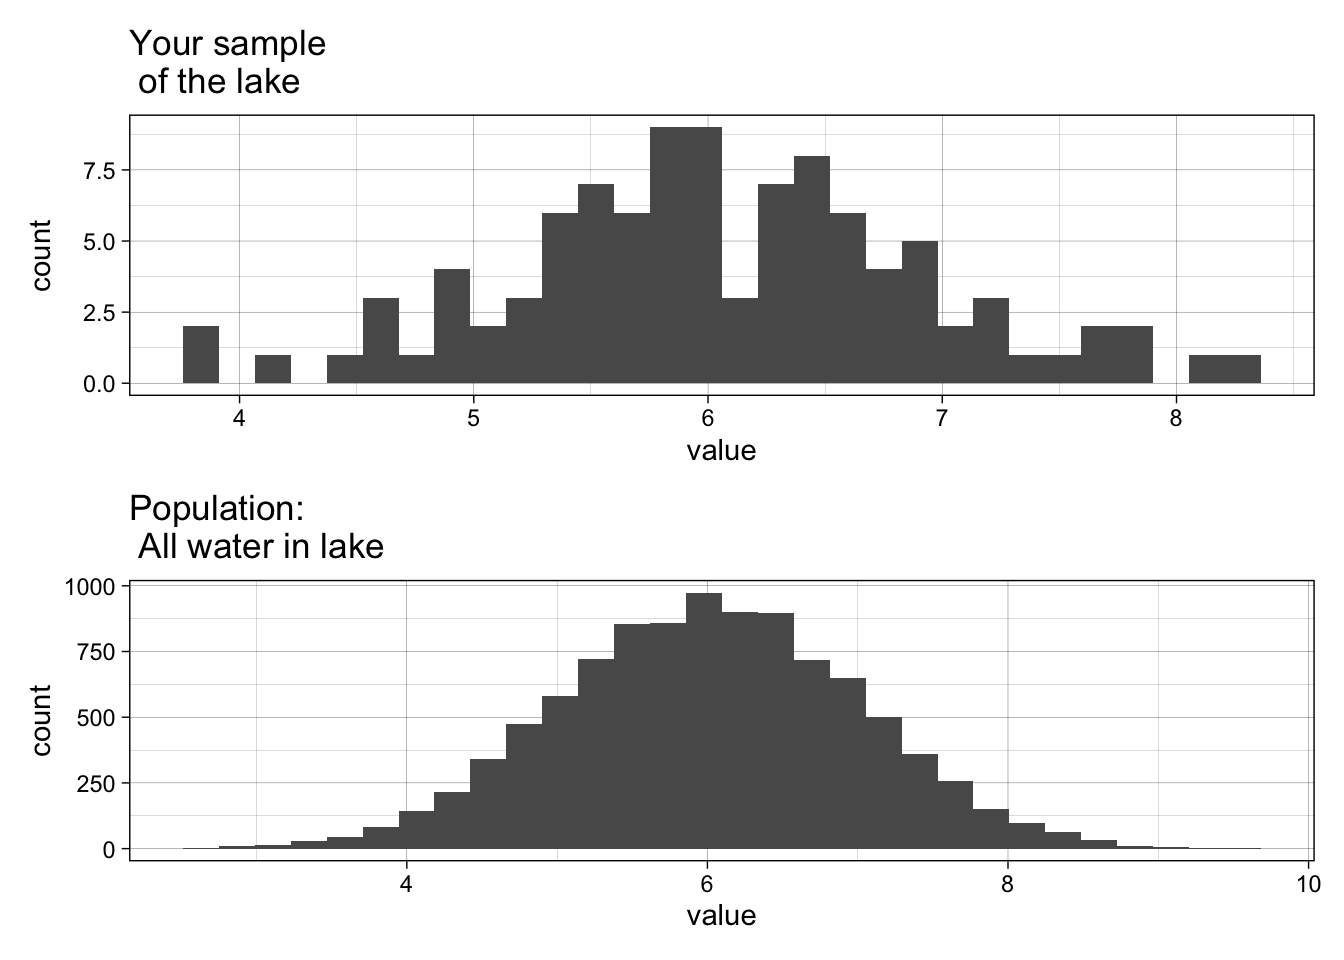 Your sample
of the lake
7.5
5.0
2.5
0.0
count
4 5 6 7 8
value
Population:
All water in lake
1000
750
500
250
0
count
4 6 8 10
value